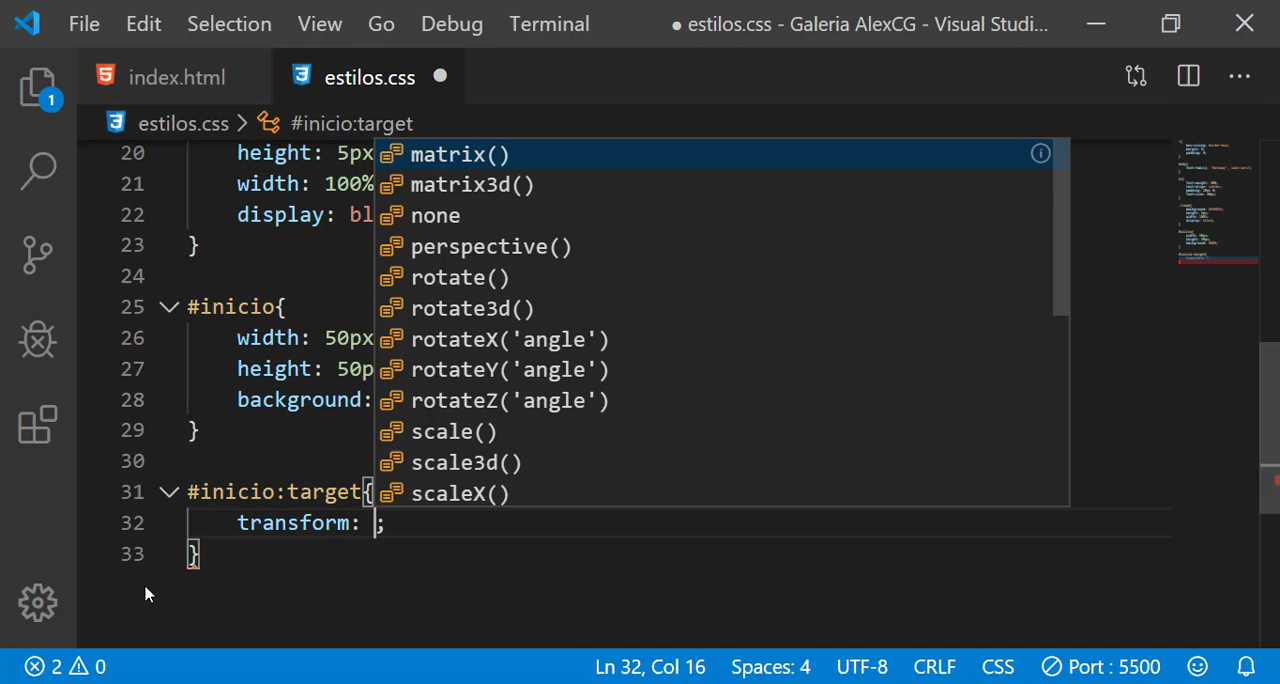 File Edit Selection View Go Debug Terminal ● estilos.css - Galeria AlexCG - Visual Studi...
index.html estilos.css ●
estilos.css > #inicio:target
1
20 height: 5px
21 width: 100%
22 display: bl
23 }
24
25 #inicio{
26 width: 50px
27 height: 50p
28 background:
29 }
30
31 #inicio:target{
32 transform: ;
33 }
matrix()
matrix3d()
none
perspective()
rotate()
rotate3d()
rotateX('angle')
rotateY('angle')
rotateZ('angle')
scale()
scale3d()
scaleX()
2 0 Ln 32, Col 16 Spaces: 4 UTF-8 CRLF CSS Port : 5500